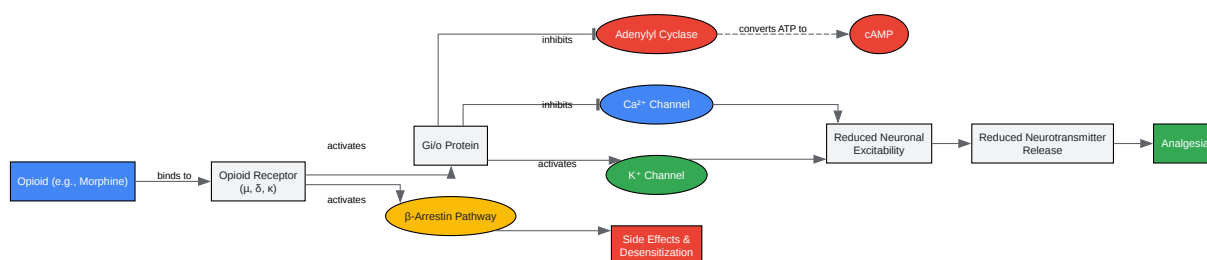 inhibits
Adenylyl Cyclase
converts ATP to
cAMP
inhibits
Ca²⁺ Channel
activates
Gi/o Protein
Reduced Neuronal
Excitability
Reduced Neurotransmitter
Release
Analgesia
activates
K⁺ Channel
Opioid (e.g., Morphine)
binds to
Opioid Receptor
(μ, δ, κ)
activates
β-Arrestin Pathway
Side Effects &
Desensitization